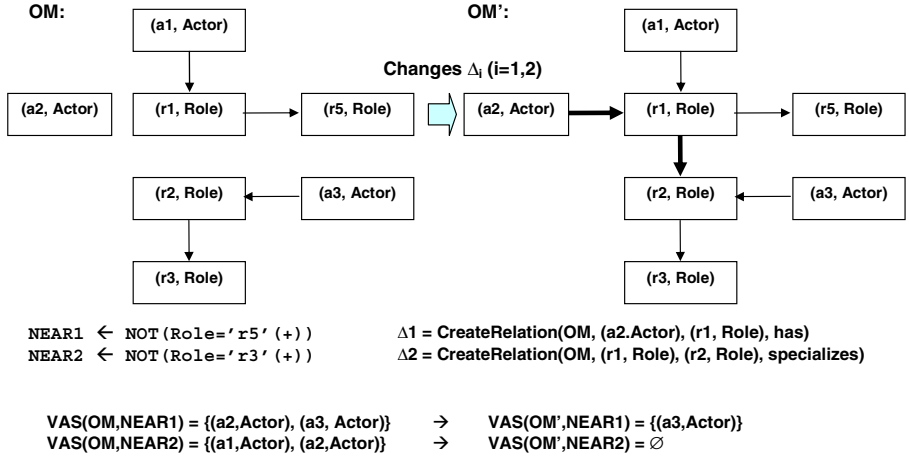 OM:
OM’:
(a1, Actor)
(a1, Actor)
Changes Δi (i=1,2)
(a2, Actor)
(r1, Role)
(r5, Role)
(a2, Actor)
(r1, Role)
(r5, Role)
(r2, Role)
(a3, Actor)
(r2, Role)
(a3, Actor)
(r3, Role)
(r3, Role)
NEAR1 ← NOT(Role=’r5’(+))
Δ1 = CreateRelation(OM, (a2.Actor), (r1, Role), has)
NEAR2 ← NOT(Role=’r3’(+))
Δ2 = CreateRelation(OM, (r1, Role), (r2, Role), specializes)
VAS(OM,NEAR1) = {(a2,Actor), (a3, Actor)} → VAS(OM’,NEAR1) = {(a3,Actor)}
VAS(OM,NEAR2) = {(a1,Actor), (a2,Actor)} → VAS(OM’,NEAR2) = ∅